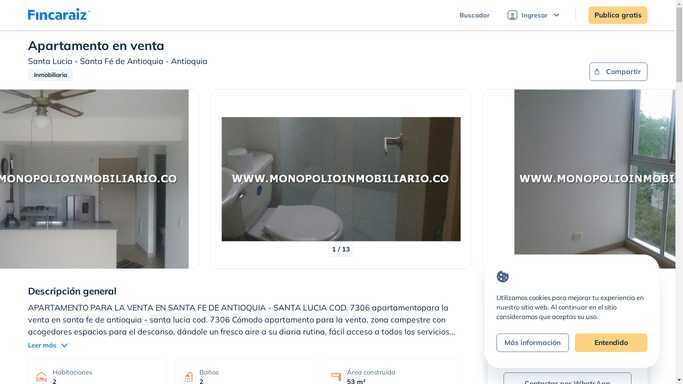 Fincaraiz
Buscador
Ingresar
Publica gratis
Apartamento en venta
Santa Lucia - Santa Fé de Antioquia - Antioquia
Inmobiliaria
Compartir
WWW.MONOPOLIOINMOBILIARIO.CO
WWW.MONOPOLIOINMOBILIARIO.CO
1 / 13
Descripción general
APARTAMENTO PARA LA VENTA EN SANTA FE DE ANTIOQUIA - SANTA LUCIA COD. 7306 apartamentopara la
venta en santa fe de antioquia - santa lucia cod. 7306 Cómodo apartamento para la venta, zona campestre con
acogedores espacios para el descanso, dándole un fresco aire a su diaria rutina, fácil acceso a todos los servicios...
Leer más
Utilizamos cookies para mejorar tu experiencia en
nuestro sitio web. Al continuar en el sitio
consideramos que aceptas su uso.
Más información
Entendido
Habitaciones
2
Baños
2
Área construida
53 m²
Contactar por WhatsApp